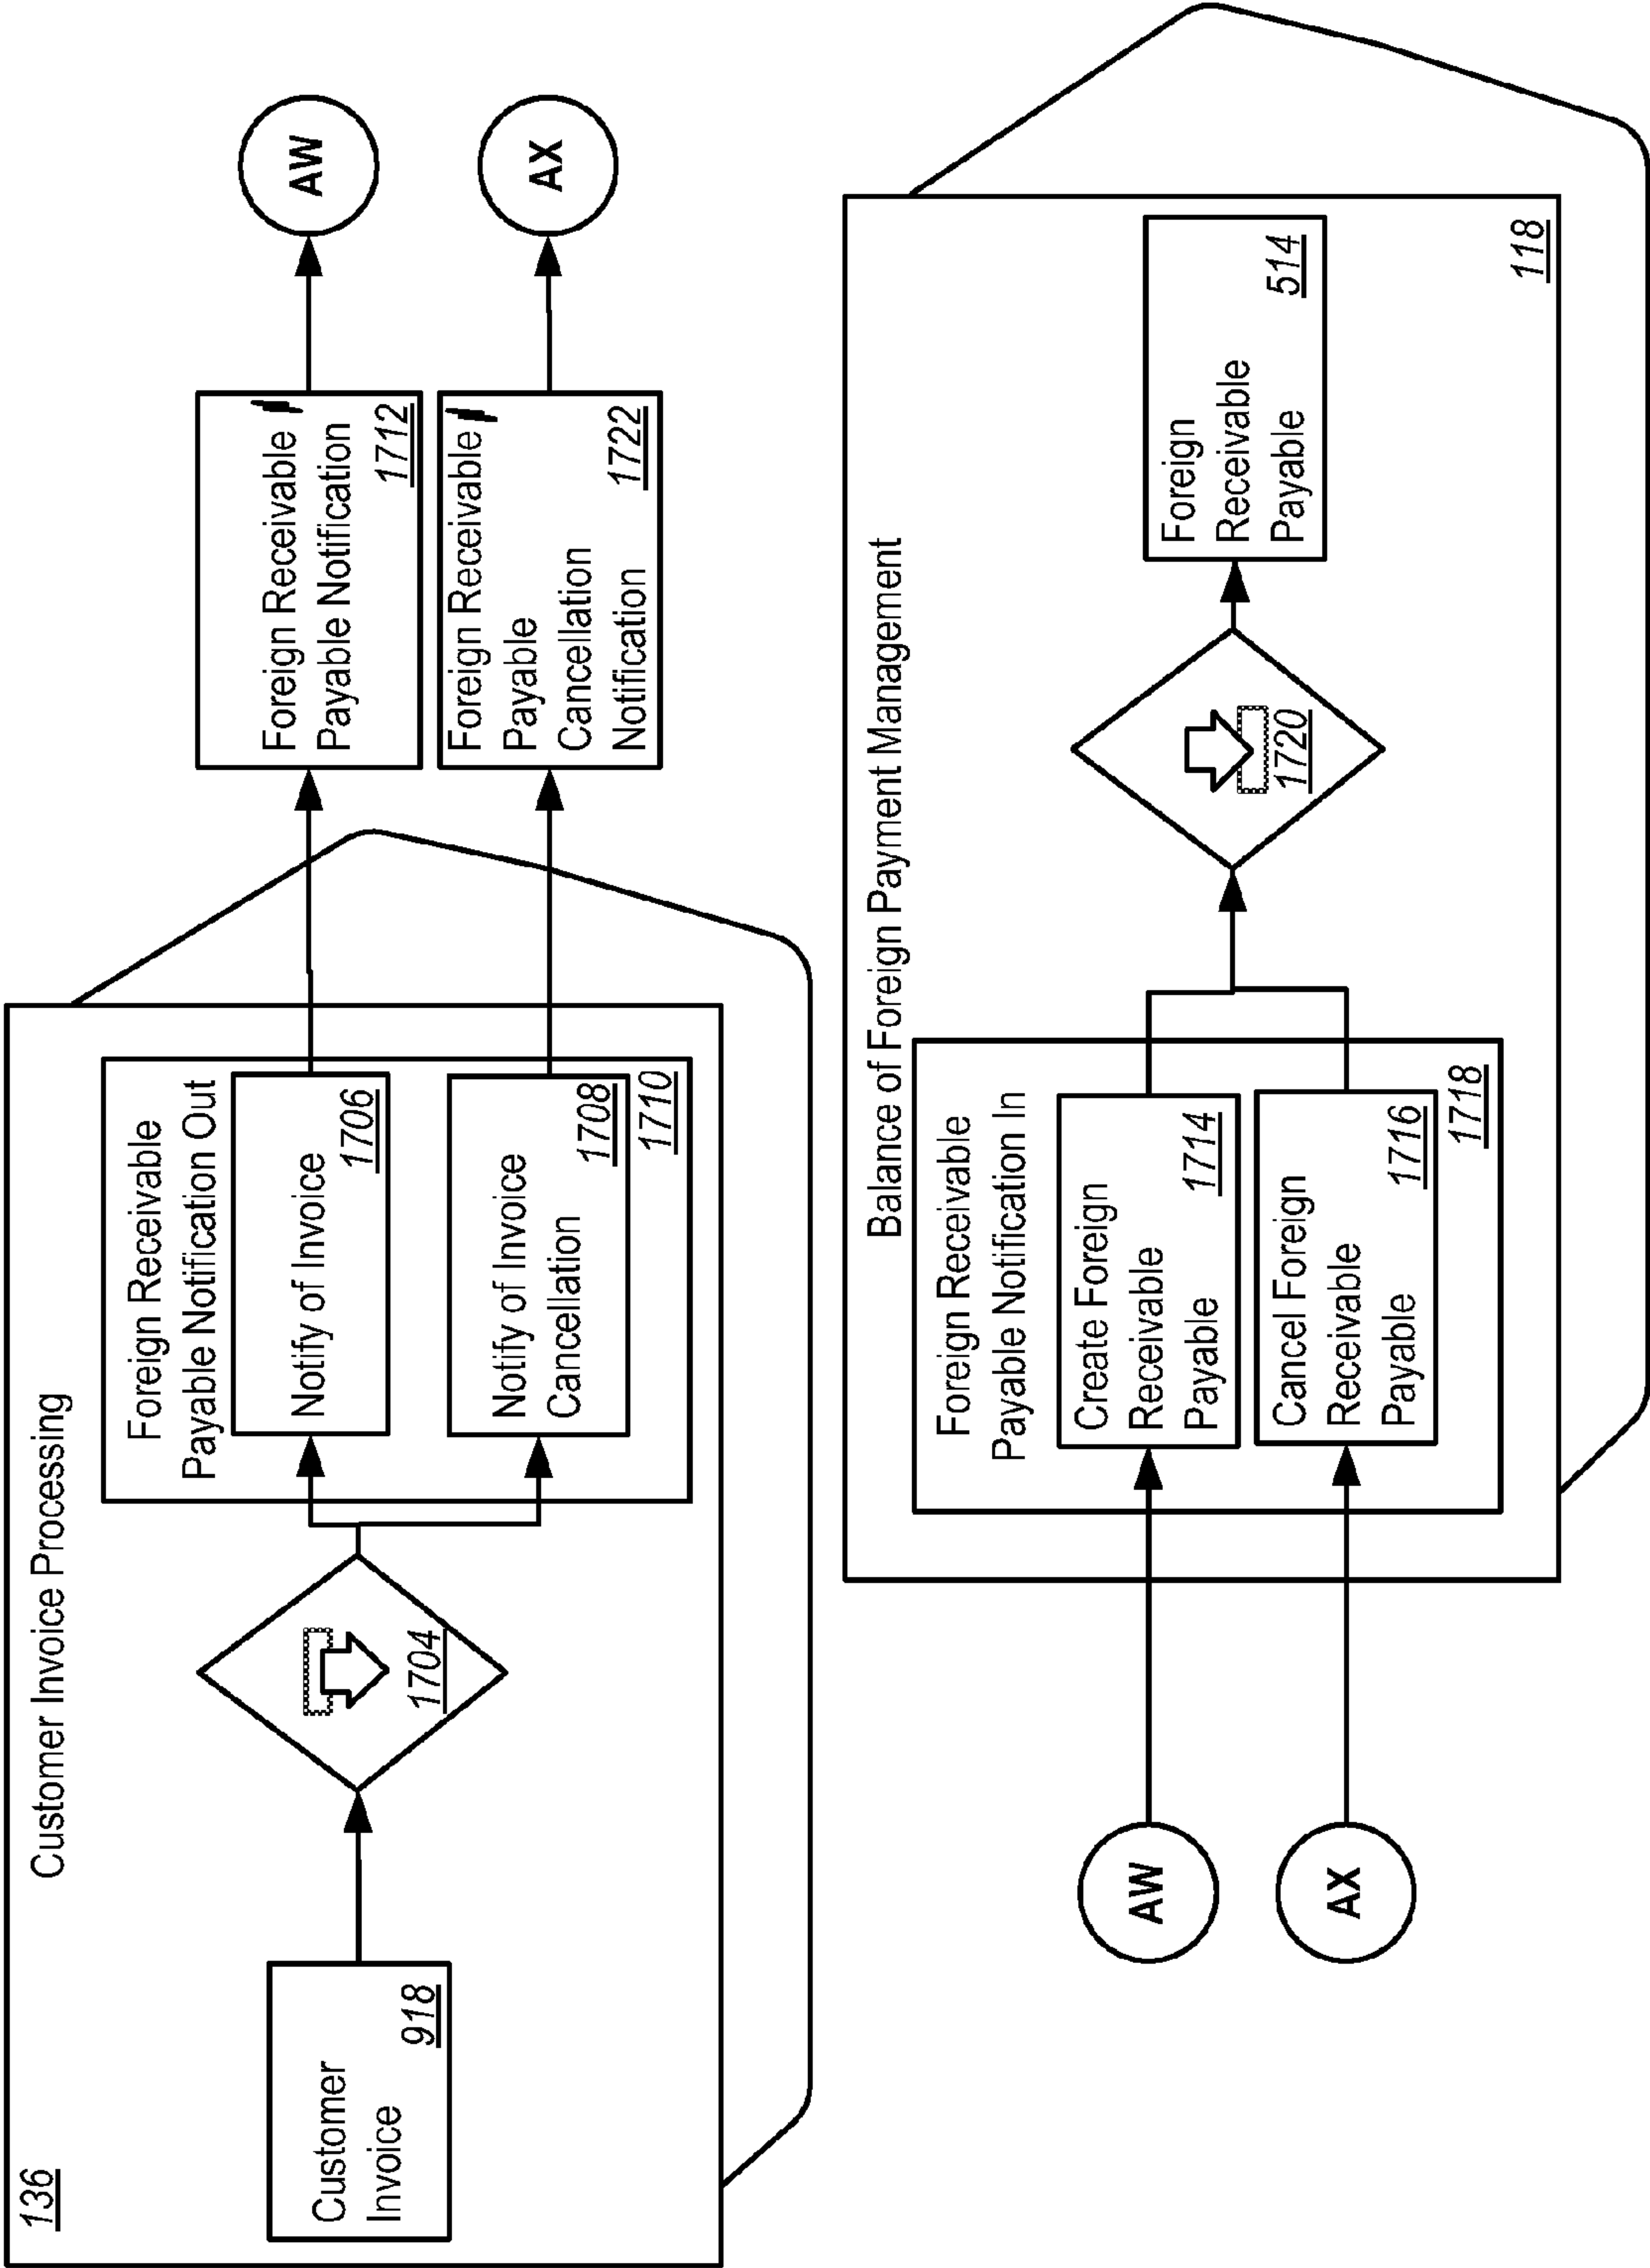 136
Customer Invoice Processing
Customer
Invoice
918
1704
Foreign Receivable
Payable Notification Out
Notify of Invoice
1706
Notify of Invoice
Cancellation
1708
1710
Foreign Receivable
Payable Notification
1712
Foreign Receivable
Payable
Cancellation
Notification
1722
AW
AX
Balance of Foreign Payment Management
AW
AX
Foreign Receivable
Payable Notification In
Create Foreign
Receivable
Payable
1714
Cancel Foreign
Receivable
Payable
1716
1718
1720
Foreign
Receivable
Payable
514
118